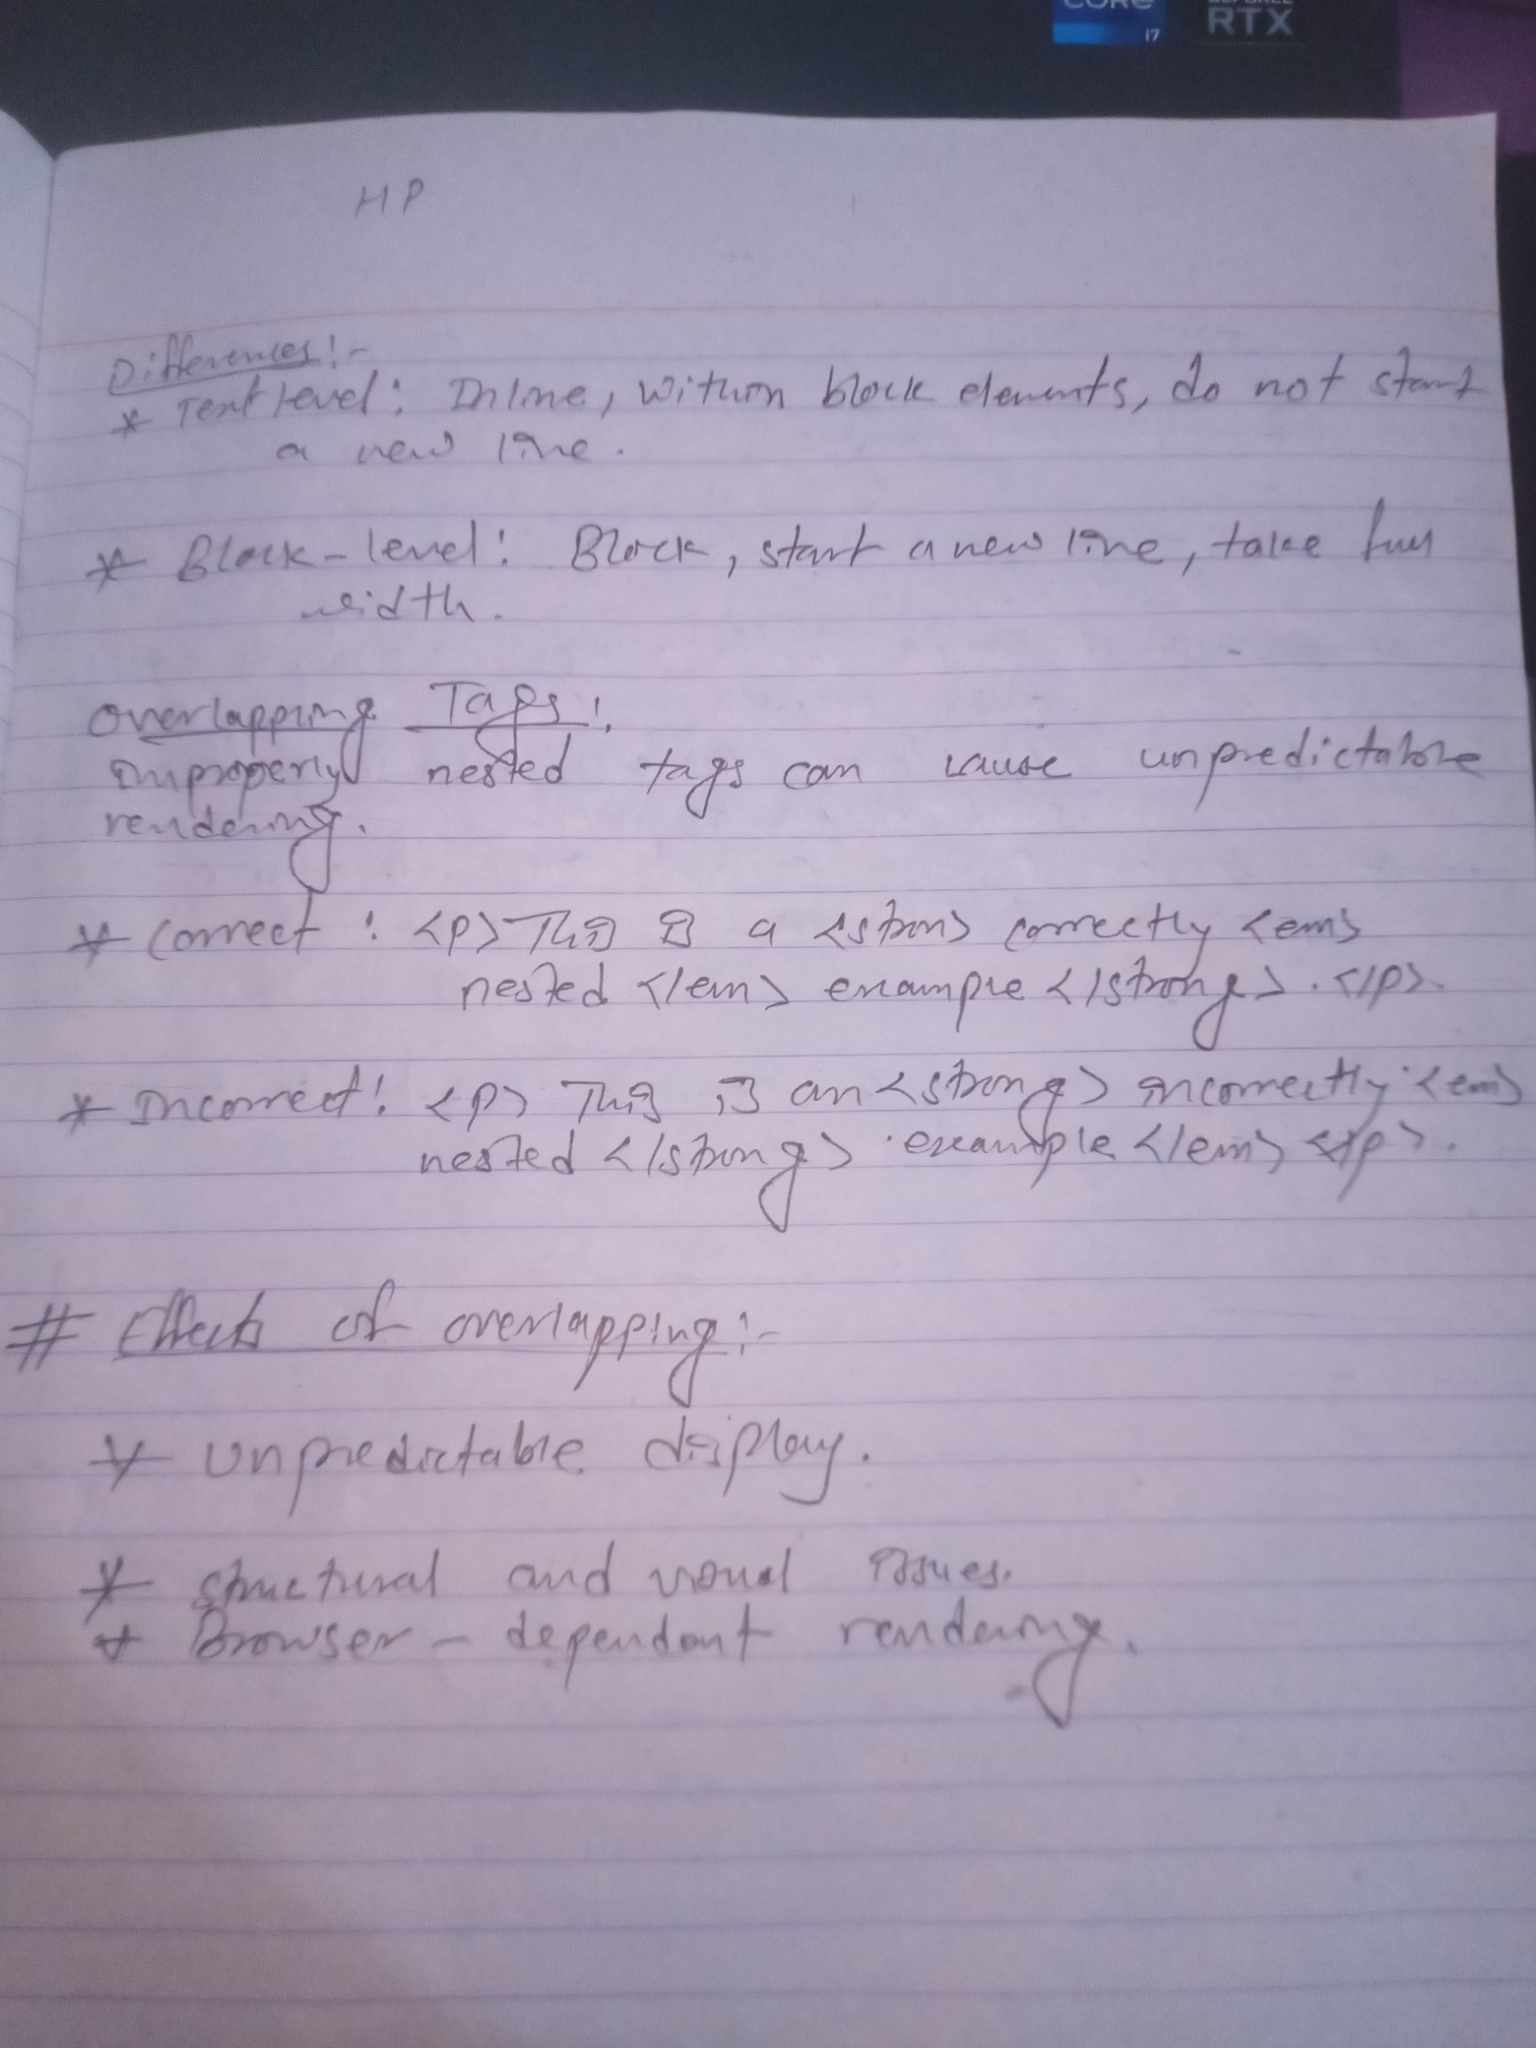 CORE
i7
RTX
HP
Differences:-
* Text level: Inline, within block elements, do not start
a new line.
* Block-level: Block, start a new line, take full
width.
Overlapping Tags:
Improperly nested tags can cause unpredictable
rendering.
* Correct: <p> This is a <stron> correctly <em>
nested </em> example </strong>. </p>.
* Incorrect: <p> This is an <strong> incorrectly <em>
nested </strong> example </em> </p>.
# Effects of overlapping:-
* Unpredictable display.
* Structural and visual issues.
* Browser-dependant rendering.